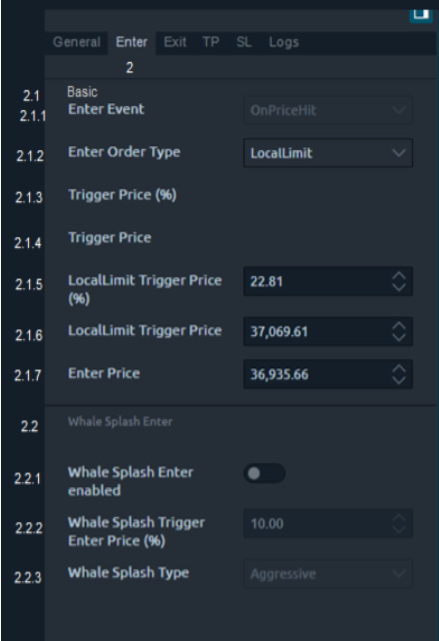 General Enter Exit TP SL Logs
2
2.1 Basic
2.1.1 Enter Event OnPriceHit
2.1.2 Enter Order Type LocalLimit
2.1.3 Trigger Price (%)
2.1.4 Trigger Price
2.1.5 LocalLimit Trigger Price (%) 22.81
2.1.6 LocalLimit Trigger Price 37,069.61
2.1.7 Enter Price 36,935.66
2.2 Whale Splash Enter
2.2.1 Whale Splash Enter enabled
2.2.2 Whale Splash Trigger Enter Price (%) 10.00
2.2.3 Whale Splash Type Aggressive